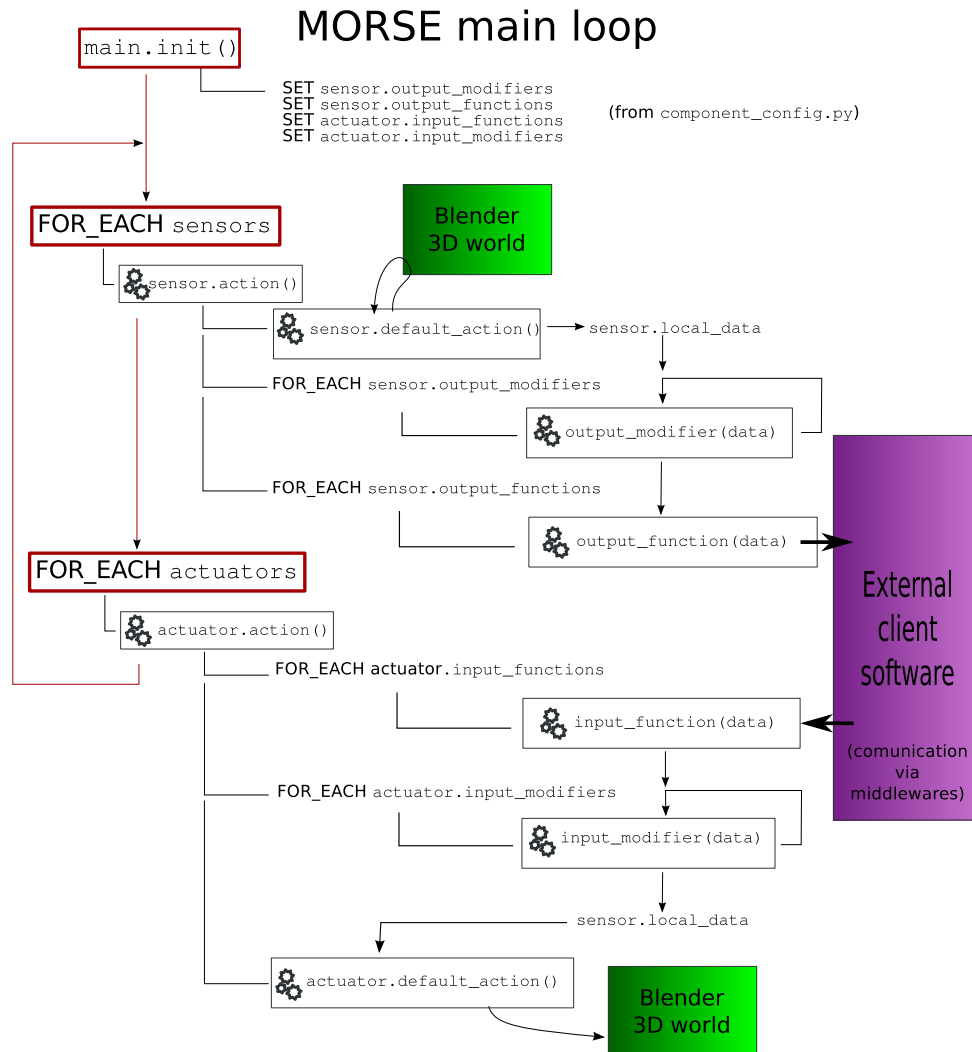 MORSE main loop
main.init()
SET sensor.output_modifiers
SET sensor.output_functions
SET actuator.input_functions
SET actuator.input_modifiers
(from component_config.py)
FOR_EACH sensors
Blender
3D world
sensor.action()
sensor.default_action()
sensor.local_data
FOR_EACH sensor.output_modifiers
output_modifier(data)
FOR_EACH sensor.output_functions
output_function(data)
External
client
software
(comunication
via
middlewares)
FOR_EACH actuators
actuator.action()
FOR_EACH actuator.input_functions
input_function(data)
FOR_EACH actuator.input_modifiers
input_modifier(data)
sensor.local_data
actuator.default_action()
Blender
3D world